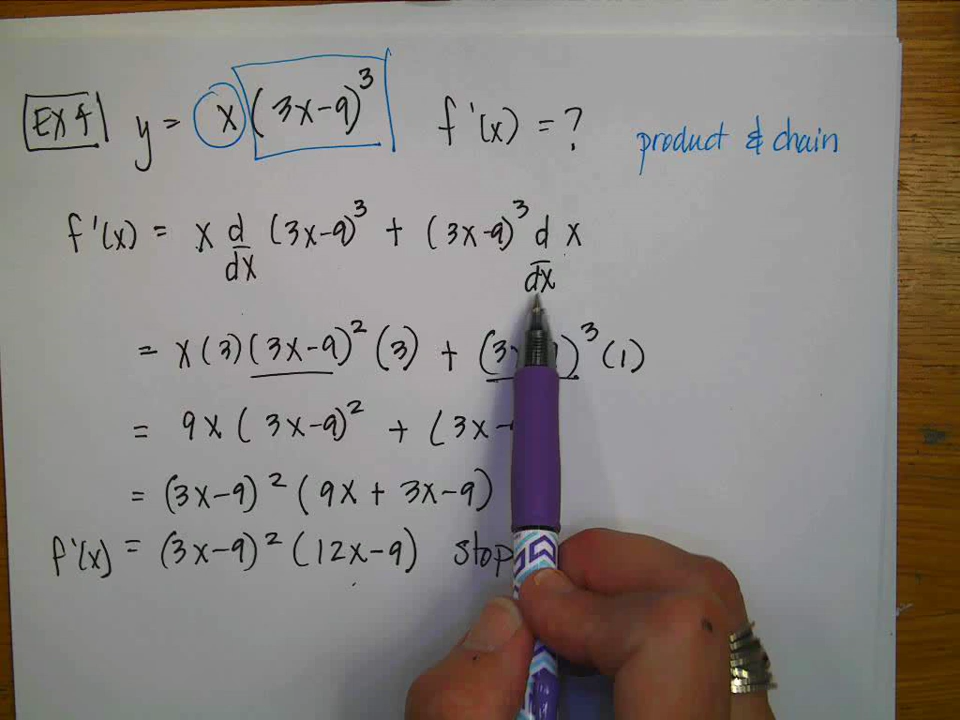 EX 4 y = x(3x-9)^3 f'(x) = ? product & chain
f'(x) = x d/dx (3x-9)^3 + (3x-9)^3 d/dx x
= x(3)(3x-9)^2(3) + (3x )^3(1)
= 9x(3x-9)^2 + (3x-
= (3x-9)^2(9x+3x-9)
f'(x) = (3x-9)^2(12x-9) stop